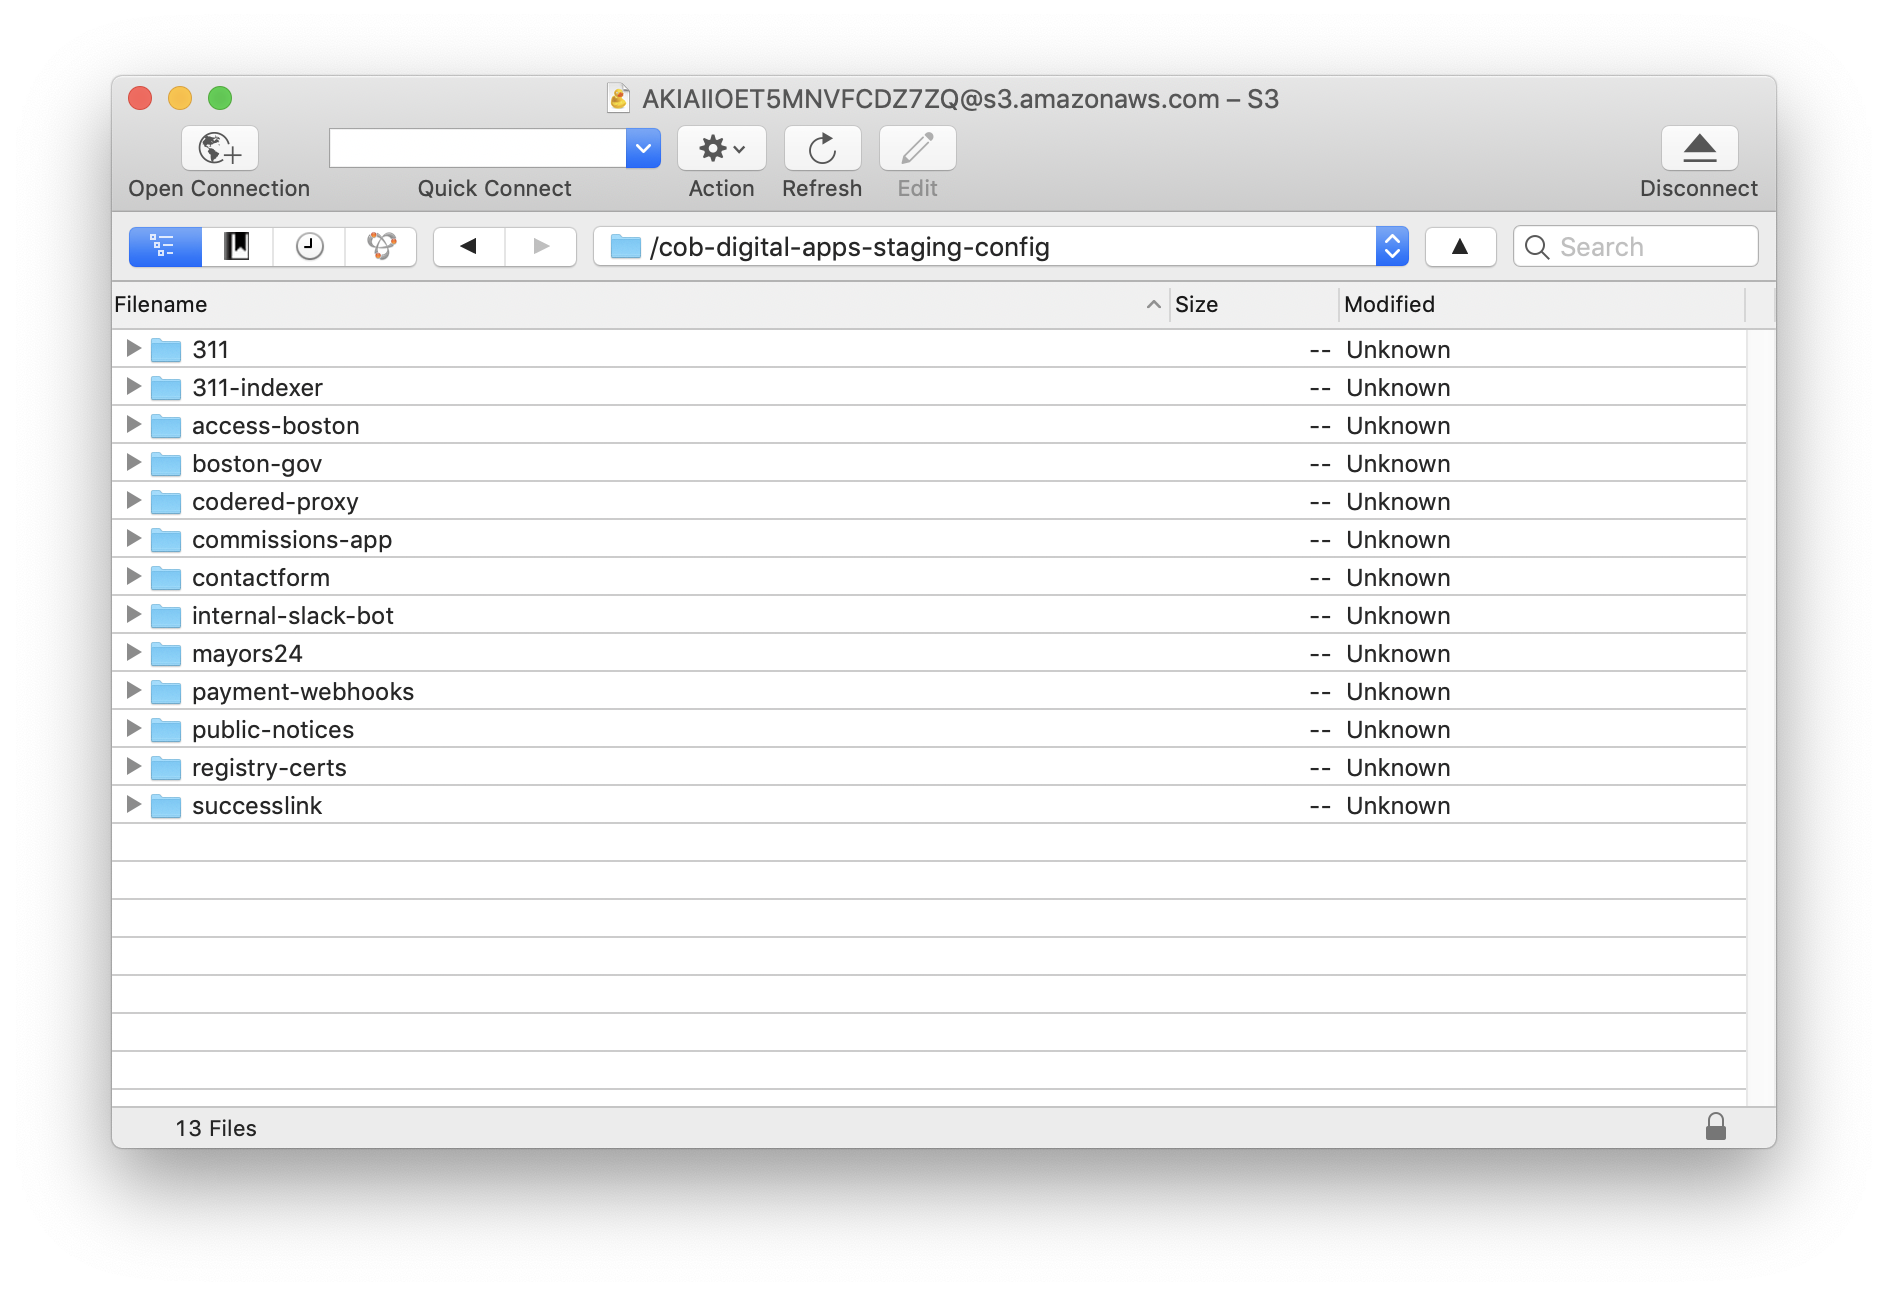 AKIAIIOET5MNVFCDZ7ZQ@s3.amazonaws.com – S3
Open Connection
Quick Connect
Action
Refresh
Edit
Disconnect
/cob-digital-apps-staging-config
Search
Filename Size Modified
311 -- Unknown
311-indexer -- Unknown
access-boston -- Unknown
boston-gov -- Unknown
codered-proxy -- Unknown
commissions-app -- Unknown
contactform -- Unknown
internal-slack-bot -- Unknown
mayors24 -- Unknown
payment-webhooks -- Unknown
public-notices -- Unknown
registry-certs -- Unknown
successlink -- Unknown
13 Files